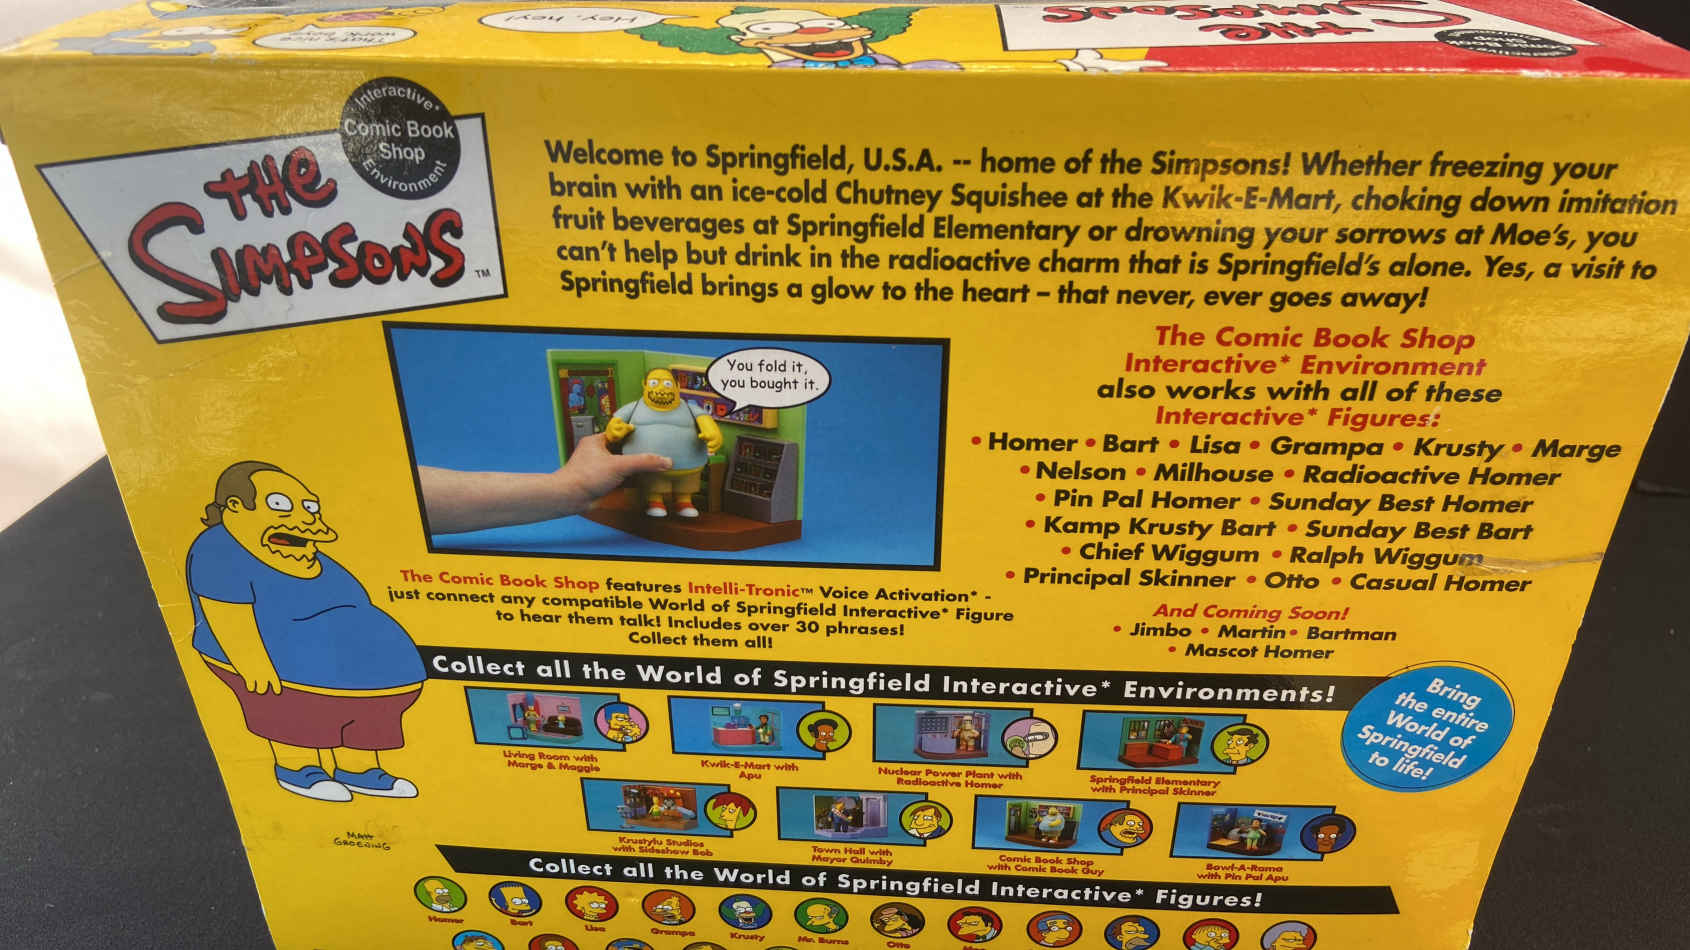 That's nice work, boys.
Hey, hey!
THE SIMPSONS
Interactive*
Comic Book
Shop
Environment
THE
SIMPSONS™
Welcome to Springfield, U.S.A. -- home of the Simpsons! Whether freezing your
brain with an ice-cold Chutney Squishee at the Kwik-E-Mart, choking down imitation
fruit beverages at Springfield Elementary or drowning your sorrows at Moe's, you
can't help but drink in the radioactive charm that is Springfield's alone. Yes, a visit to
Springfield brings a glow to the heart – that never, ever goes away!
You fold it,
you bought it.
The Comic Book Shop
Interactive* Environment
also works with all of these
Interactive* Figures:
• Homer • Bart • Lisa • Grampa • Krusty • Marge
• Nelson • Milhouse • Radioactive Homer
• Pin Pal Homer • Sunday Best Homer
• Kamp Krusty Bart • Sunday Best Bart
• Chief Wiggum • Ralph Wiggum
• Principal Skinner • Otto • Casual Homer
And Coming Soon!
• Jimbo • Martin • Bartman
• Mascot Homer
The Comic Book Shop features Intelli-Tronic™ Voice Activation* -
just connect any compatible World of Springfield Interactive* Figure
to hear them talk! Includes over 30 phrases!
Collect them all!
Collect all the World of Springfield Interactive* Environments!
Bring
the entire
World of
Springfield
to life!
Living Room with
Marge & Maggie
Kwik-E-Mart with
Apu
Nuclear Power Plant with
Radioactive Homer
Springfield Elementary
with Principal Skinner
Krustylu Studios
with Sideshow Bob
Town Hall with
Mayor Quimby
Comic Book Shop
with Comic Book Guy
Bowl-A-Rama
with Pin Pal Apu
MATT
GROENING
Collect all the World of Springfield Interactive* Figures!
Homer
Bart
Lisa
Grampa
Krusty
Mr. Burns
Otto